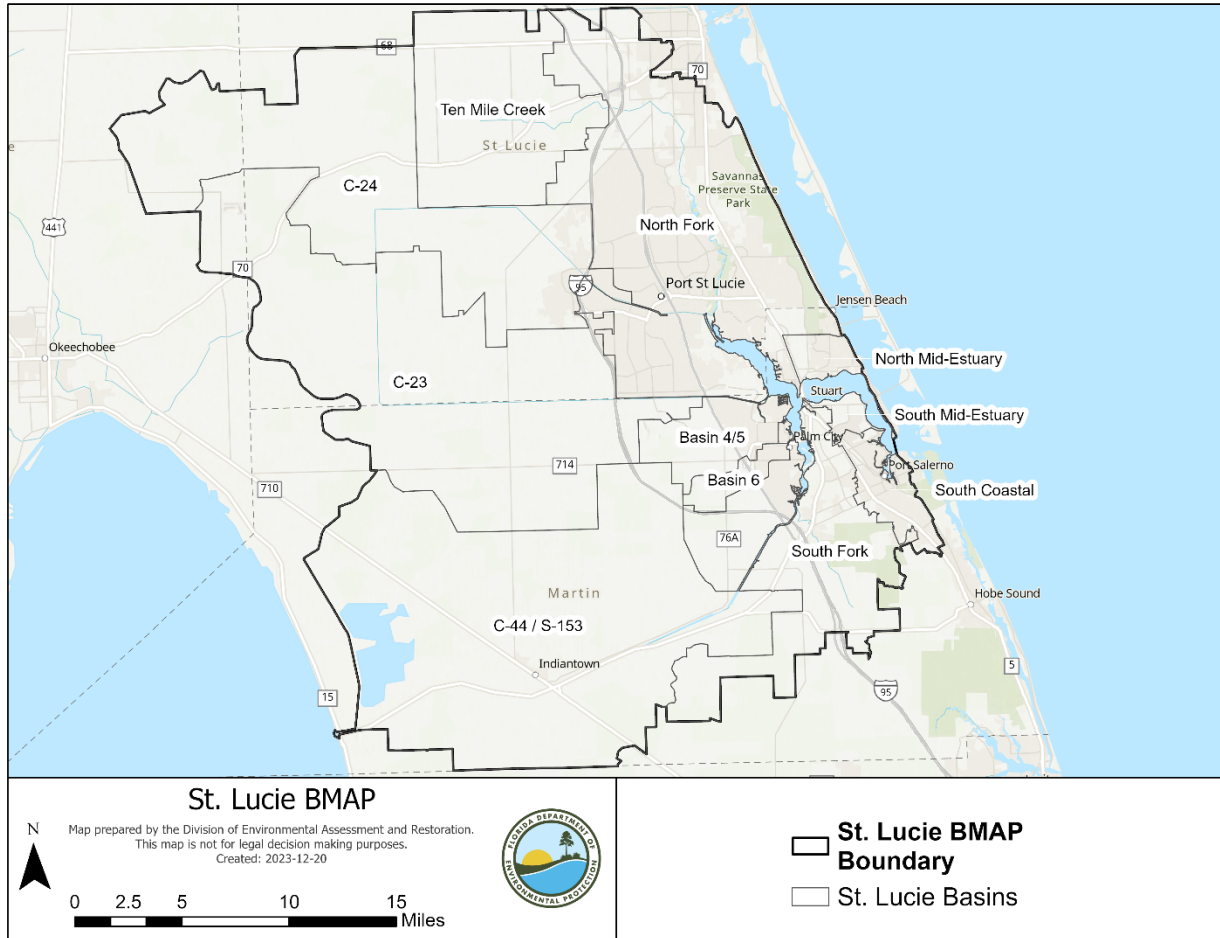 68
70
Ten Mile Creek
St Lucie
Savannas
Preserve State
Park
C-24
441
North Fork
70
95
Port St Lucie
Jensen Beach
Okeechobee
North Mid-Estuary
C-23
Stuart
South Mid-Estuary
Basin 4/5
Palm City
714
Port Salerno
Basin 6
710
South Coastal
76A
South Fork
Martin
Hobe Sound
C-44 / S-153
Indiantown
5
15
95
St. Lucie BMAP
Map prepared by the Division of Environmental Assessment and Restoration.
This map is not for legal decision making purposes.
Created: 2023-12-20
N
0 2.5 5 10 15
Miles
FLORIDA DEPARTMENT OF
ENVIRONMENTAL PROTECTION
St. Lucie BMAP
Boundary
St. Lucie Basins